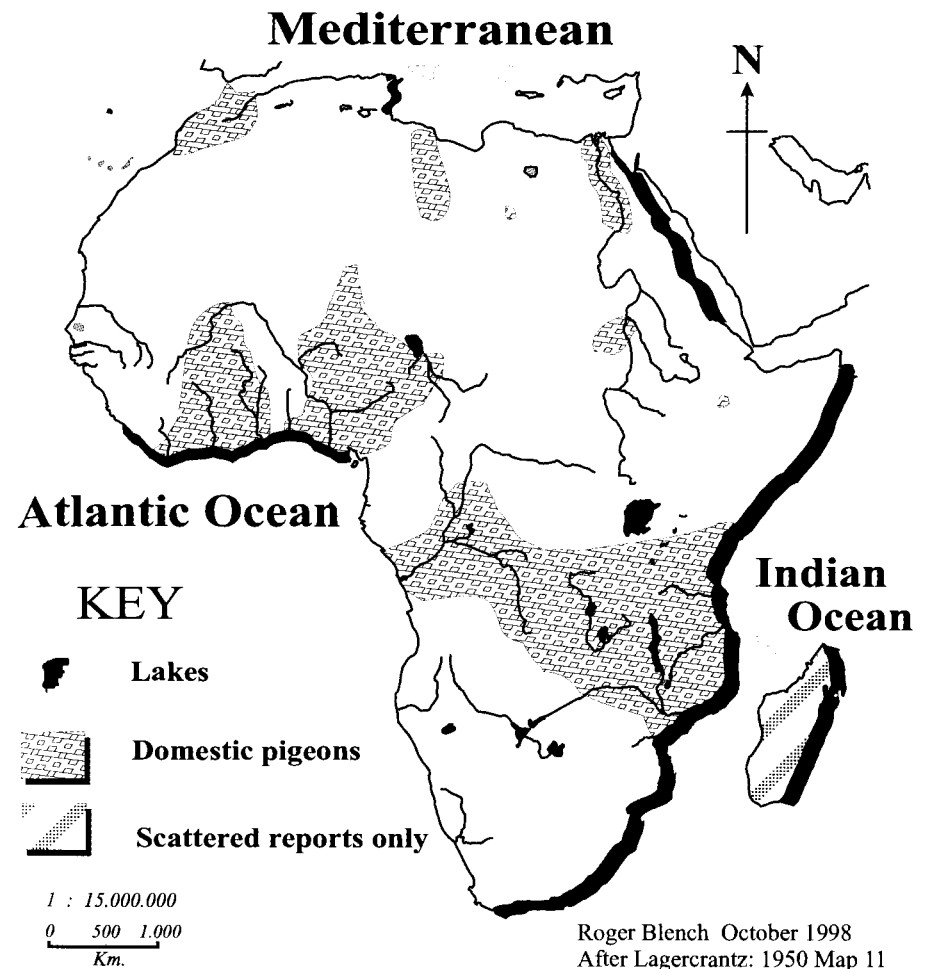 Mediterranean
N
Atlantic Ocean
Indian
Ocean
KEY
Lakes
Domestic pigeons
Scattered reports only
1 : 15.000.000
0 500 1.000
Km.
Roger Blench October 1998
After Lagercrantz: 1950 Map 11